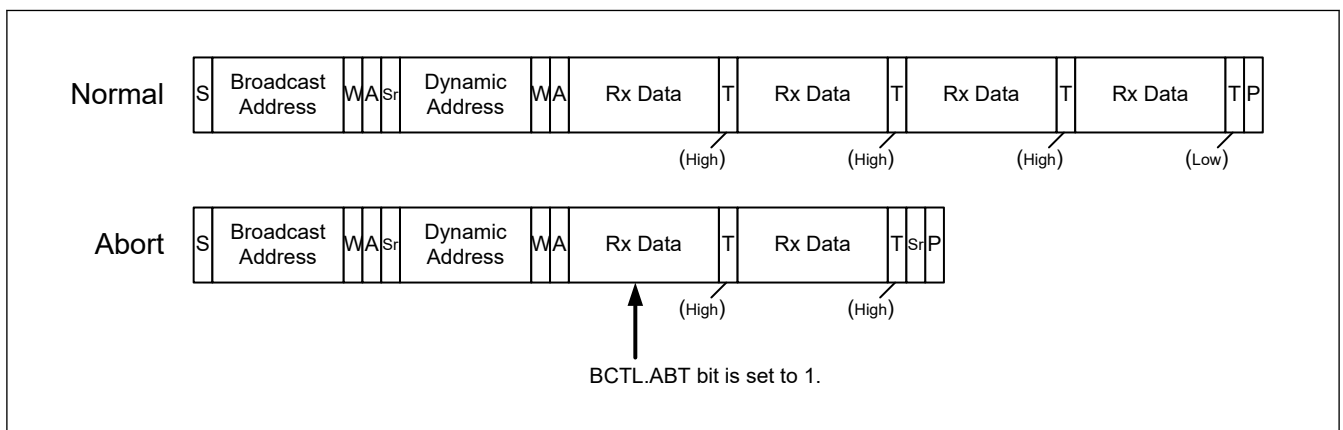 Normal S Broadcast Address W A Sr Dynamic Address W A Rx Data T Rx Data T Rx Data T Rx Data T P
(High) (High) (High) (Low)
Abort S Broadcast Address W A Sr Dynamic Address W A Rx Data T Rx Data T Sr P
(High) (High)
BCTL.ABT bit is set to 1.